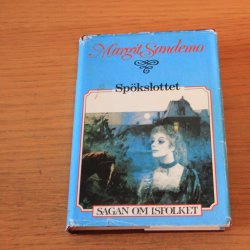 Margit Sandemo
Spökslottet
SAGAN OM ISFOLKET